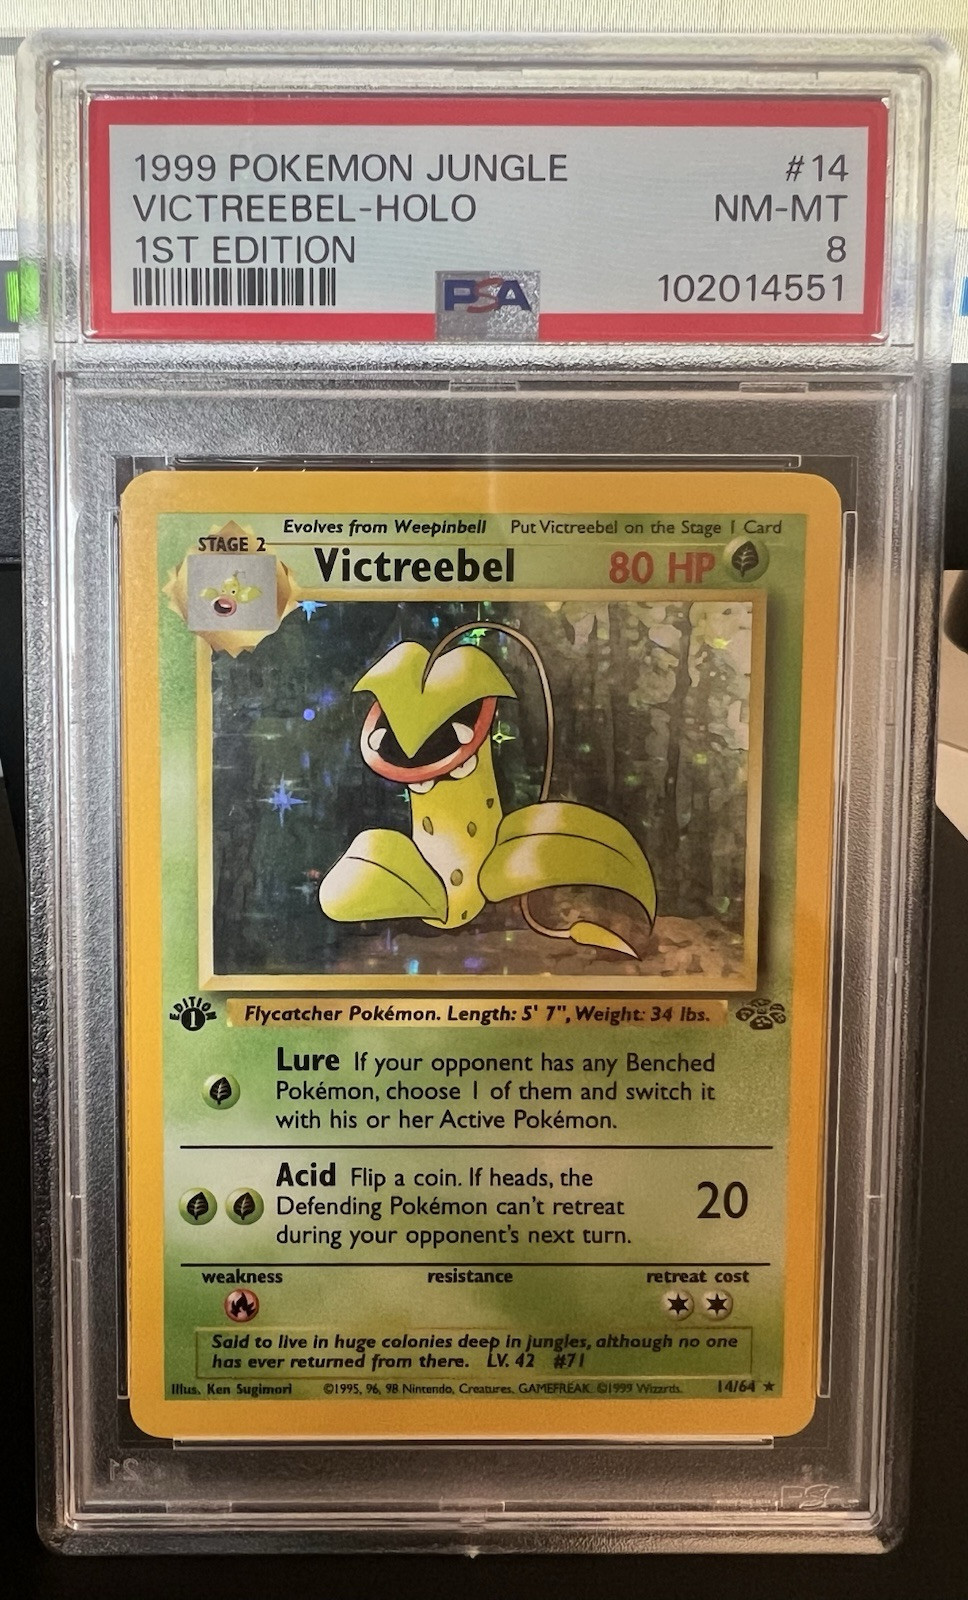 1999 POKEMON JUNGLE #14
VICTREEBEL-HOLO NM-MT
1ST EDITION 8
PSA 102014551
Evolves from Weepinbell Put Victreebel on the Stage 1 Card
STAGE 2
Victreebel 80 HP
EDITION
1
Flycatcher Pokémon. Length: 5' 7", Weight: 34 lbs.
Lure If your opponent has any Benched
Pokémon, choose 1 of them and switch it
with his or her Active Pokémon.
Acid Flip a coin. If heads, the
Defending Pokémon can't retreat
during your opponent's next turn.
20
weakness resistance retreat cost
Said to live in huge colonies deep in jungles, although no one
has ever returned from there. LV. 42 #71
Illus. Ken Sugimori ©1995, 96, 98 Nintendo, Creatures, GAMEFREAK. ©1999 Wizards. 14/64 ★
PSA